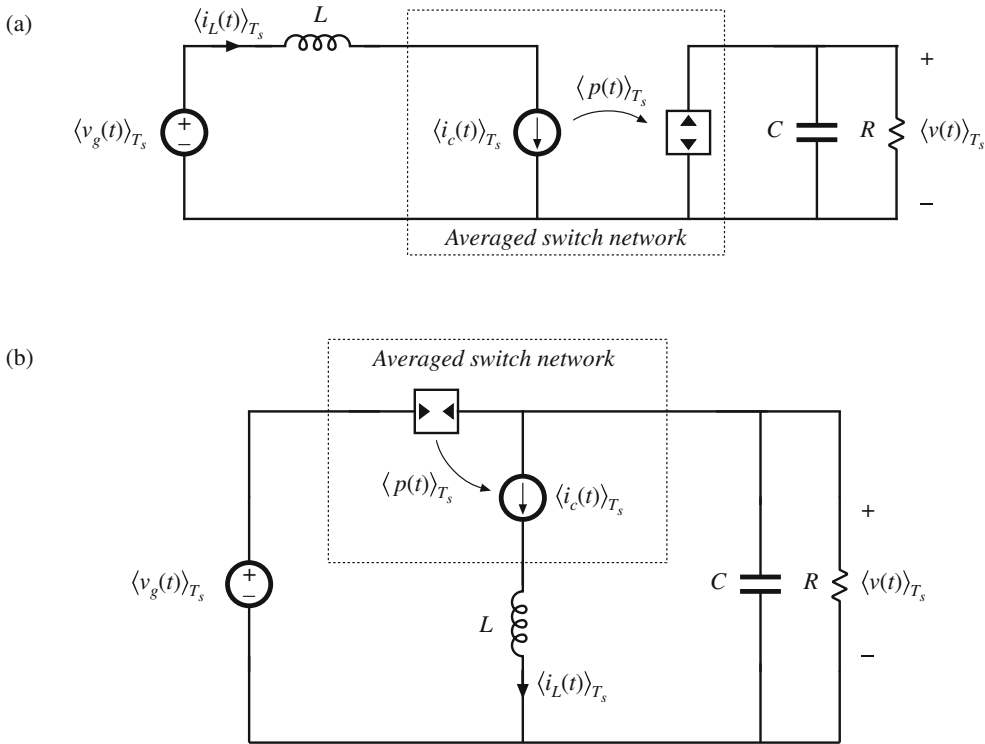 (a)
⟨i_L(t)⟩_{T_s}
L
⟨v_g(t)⟩_{T_s}
+
−
⟨i_c(t)⟩_{T_s}
⟨p(t)⟩_{T_s}
C
R
+
⟨v(t)⟩_{T_s}
−
Averaged switch network
(b)
Averaged switch network
⟨p(t)⟩_{T_s}
⟨i_c(t)⟩_{T_s}
⟨v_g(t)⟩_{T_s}
+
−
L
⟨i_L(t)⟩_{T_s}
C
R
+
⟨v(t)⟩_{T_s}
−